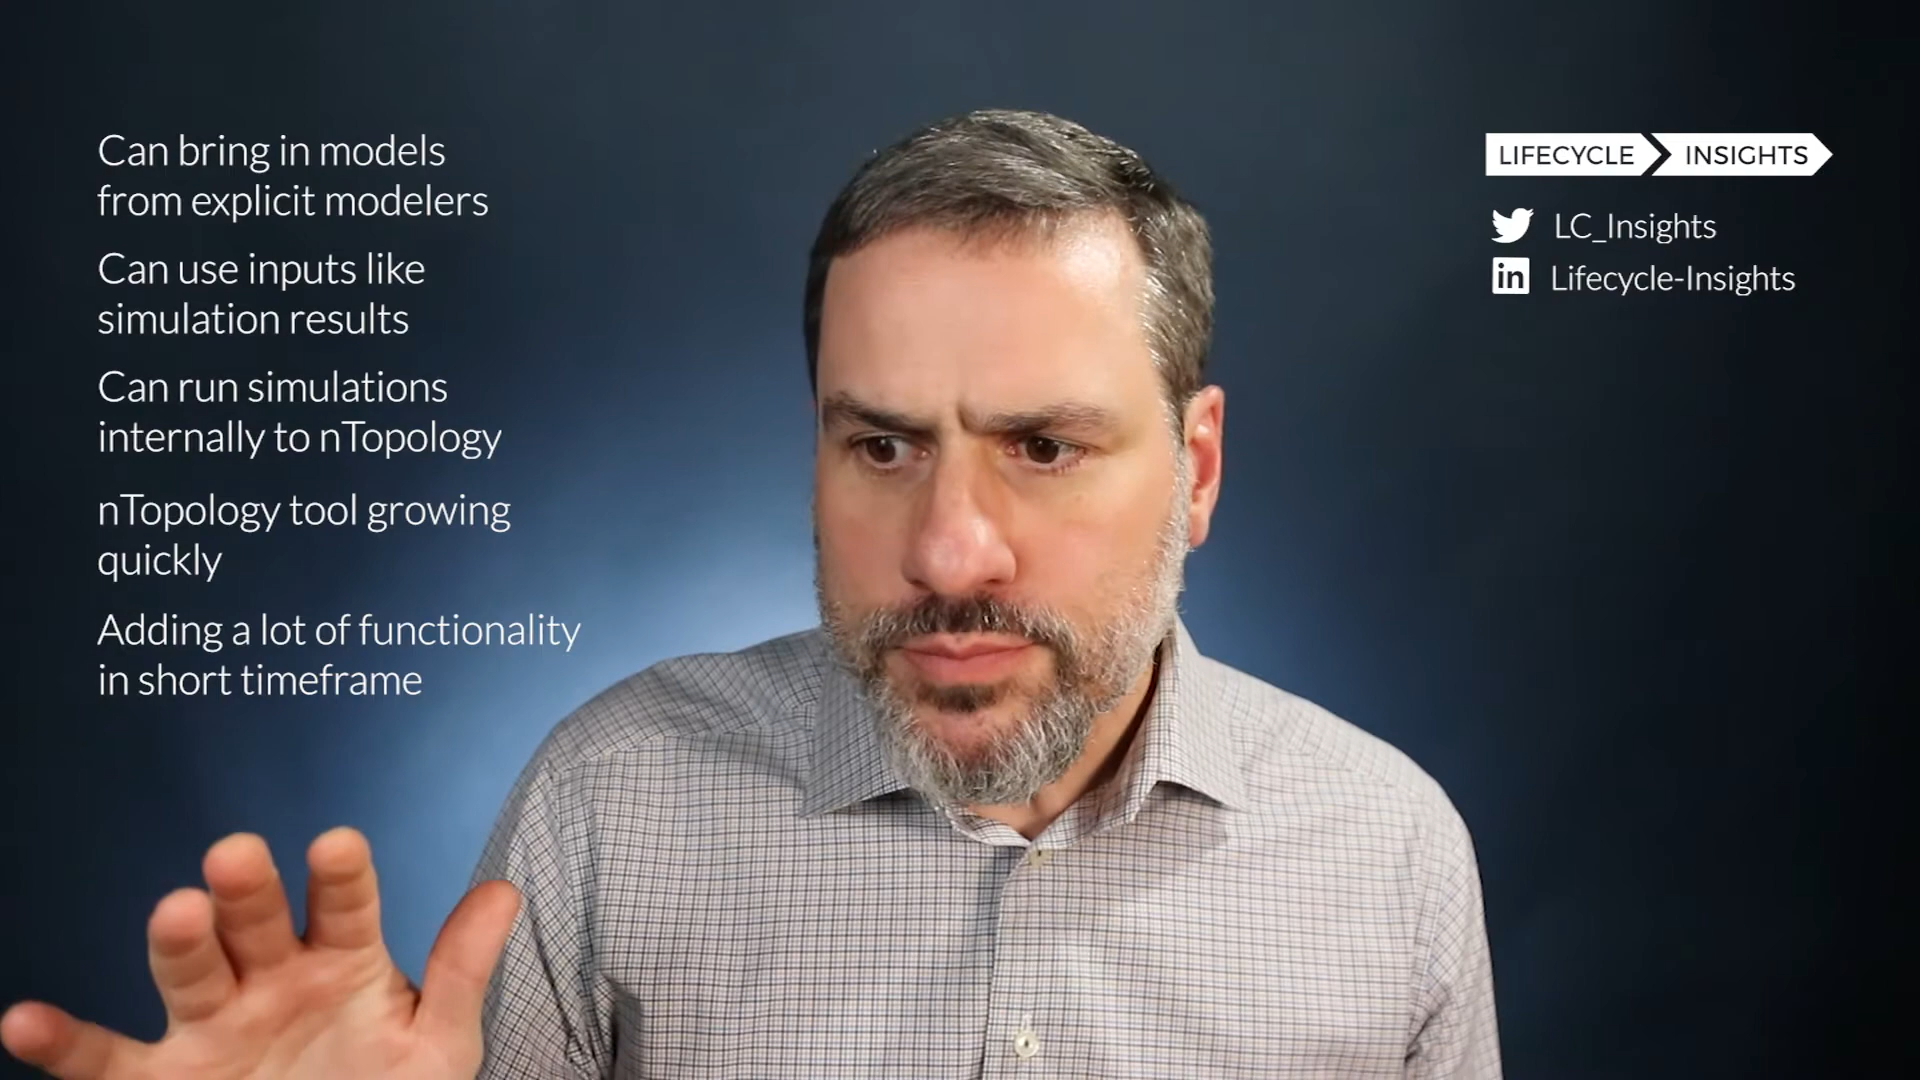 Can bring in models
from explicit modelers
Can use inputs like
simulation results
Can run simulations
internally to nTopology
nTopology tool growing
quickly
Adding a lot of functionality
in short timeframe
LIFECYCLE INSIGHTS
LC_Insights
in Lifecycle-Insights